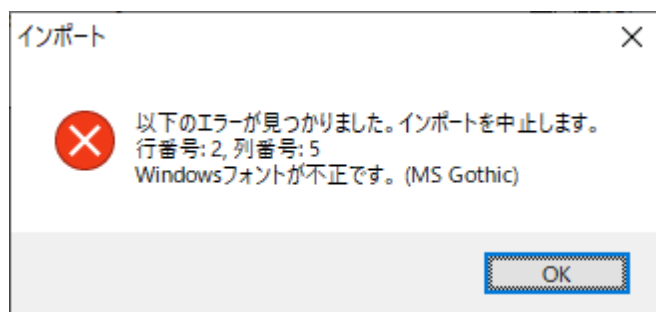 インポート
以下のエラーが見つかりました。インポートを中止します。
行番号: 2, 列番号: 5
Windowsフォントが不正です。 (MS Gothic)
OK